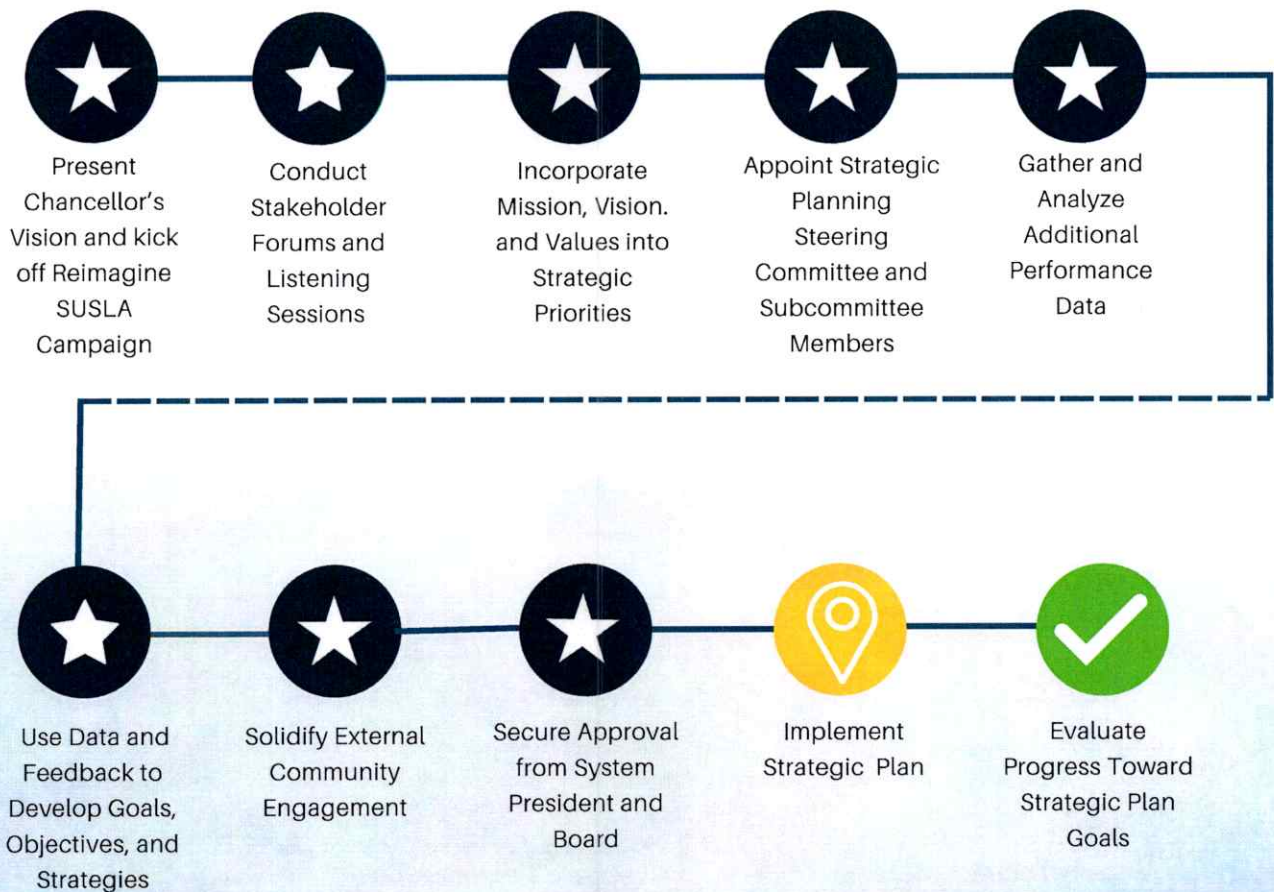 Present
Chancellor's
Vision and kick
off Reimagine
SUSLA
Campaign
Conduct
Stakeholder
Forums and
Listening
Sessions
Incorporate
Mission, Vision.
and Values into
Strategic
Priorities
Appoint Strategic
Planning
Steering
Committee and
Subcommittee
Members
Gather and
Analyze
Additional
Performance
Data
Use Data and
Feedback to
Develop Goals,
Objectives, and
Strategies
Solidify External
Community
Engagement
Secure Approval
from System
President and
Board
Implement
Strategic Plan
Evaluate
Progress Toward
Strategic Plan
Goals